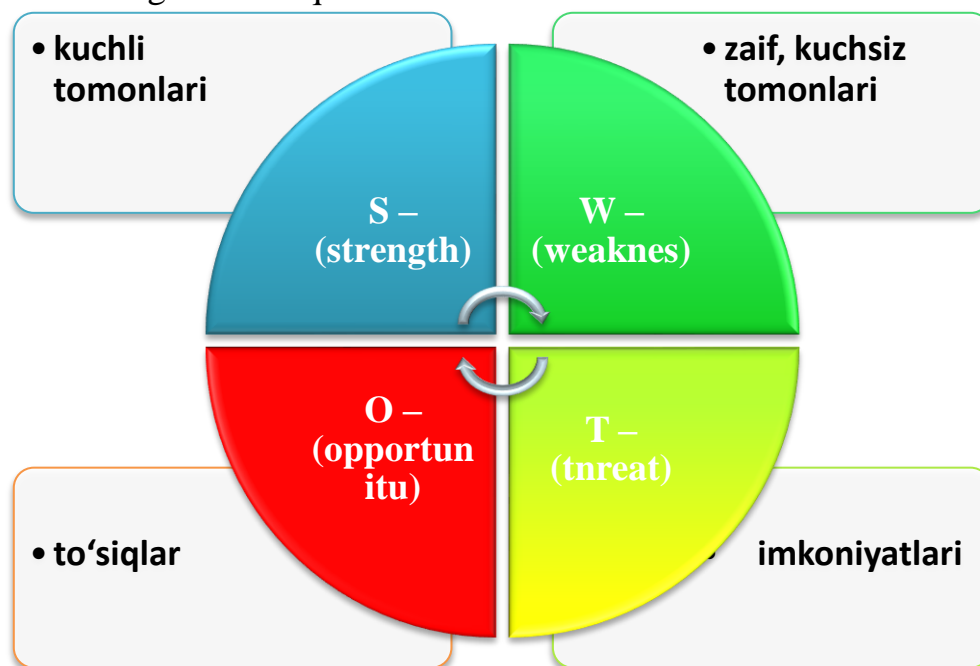 • kuchli
tomonlari
• zaif, kuchsiz
tomonlari
S –
(strength)
W –
(weaknes)
O –
(opportun
itu)
T –
(tnreat)
• to‘siqlar
• imkoniyatlari